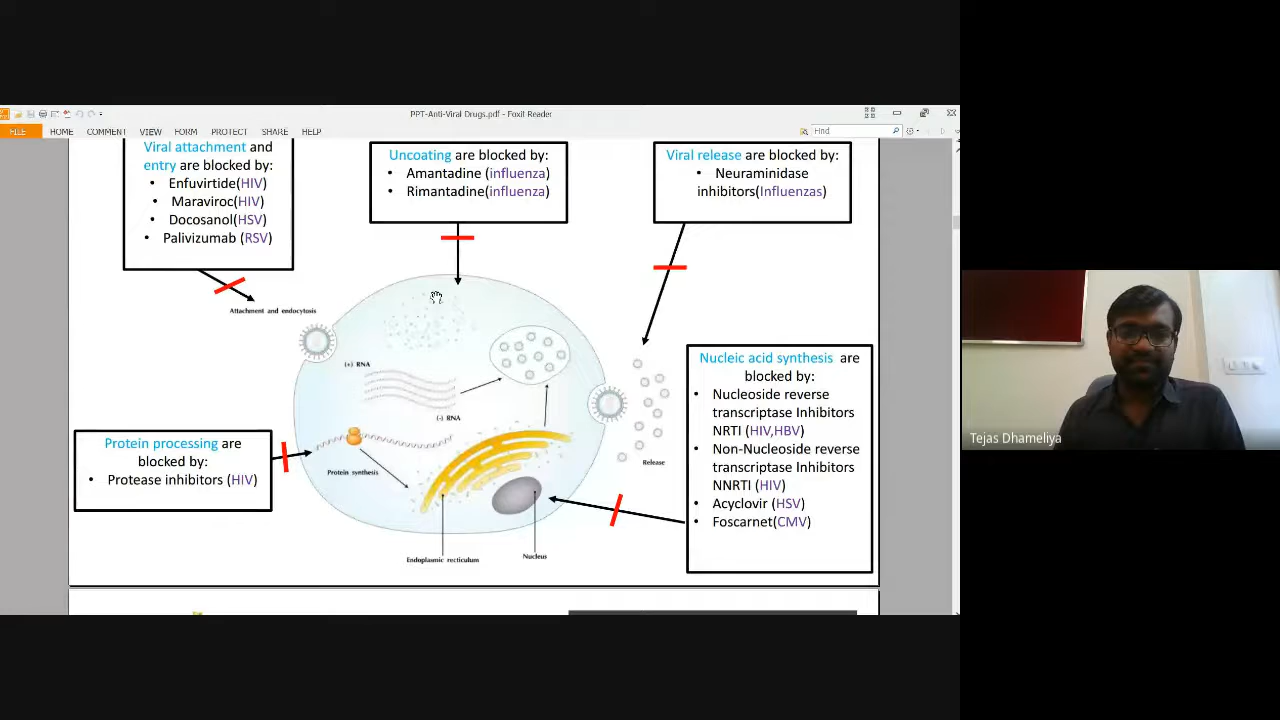 PPT-Anti-Viral Drugs.pdf - Foxit Reader
FILE HOME COMMENT VIEW FORM PROTECT SHARE HELP
Find
Viral attachment and
entry are blocked by:
• Enfuvirtide(HIV)
• Maraviroc(HIV)
• Docosanol(HSV)
• Palivizumab (RSV)
Uncoating are blocked by:
• Amantadine (influenza)
• Rimantadine(influenza)
Viral release are blocked by:
• Neuraminidase
inhibitors(Influenzas)
Attachment and endocytosis
(+) RNA
(-) RNA
Protein synthesis
Release
Endoplasmic recticulum
Nucleus
Protein processing are
blocked by:
• Protease inhibitors (HIV)
Nucleic acid synthesis are
blocked by:
• Nucleoside reverse
transcriptase Inhibitors
NRTI (HIV,HBV)
• Non-Nucleoside reverse
transcriptase Inhibitors
NNRTI (HIV)
• Acyclovir (HSV)
• Foscarnet(CMV)
Tejas Dhameliya